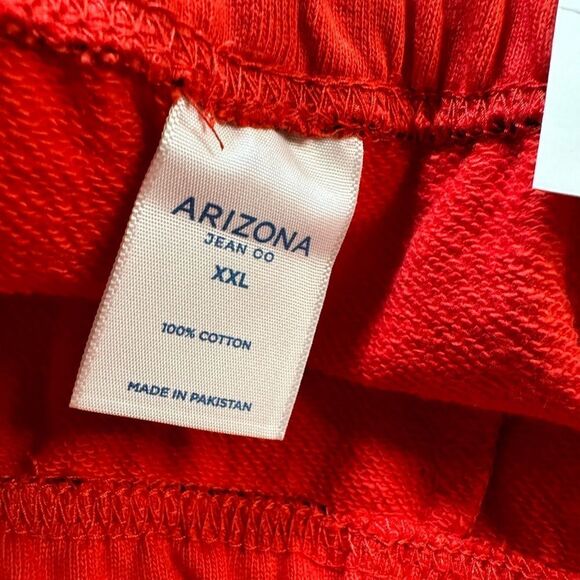 ARIZONA
JEAN CO
XXL
100% COTTON
MADE IN PAKISTAN